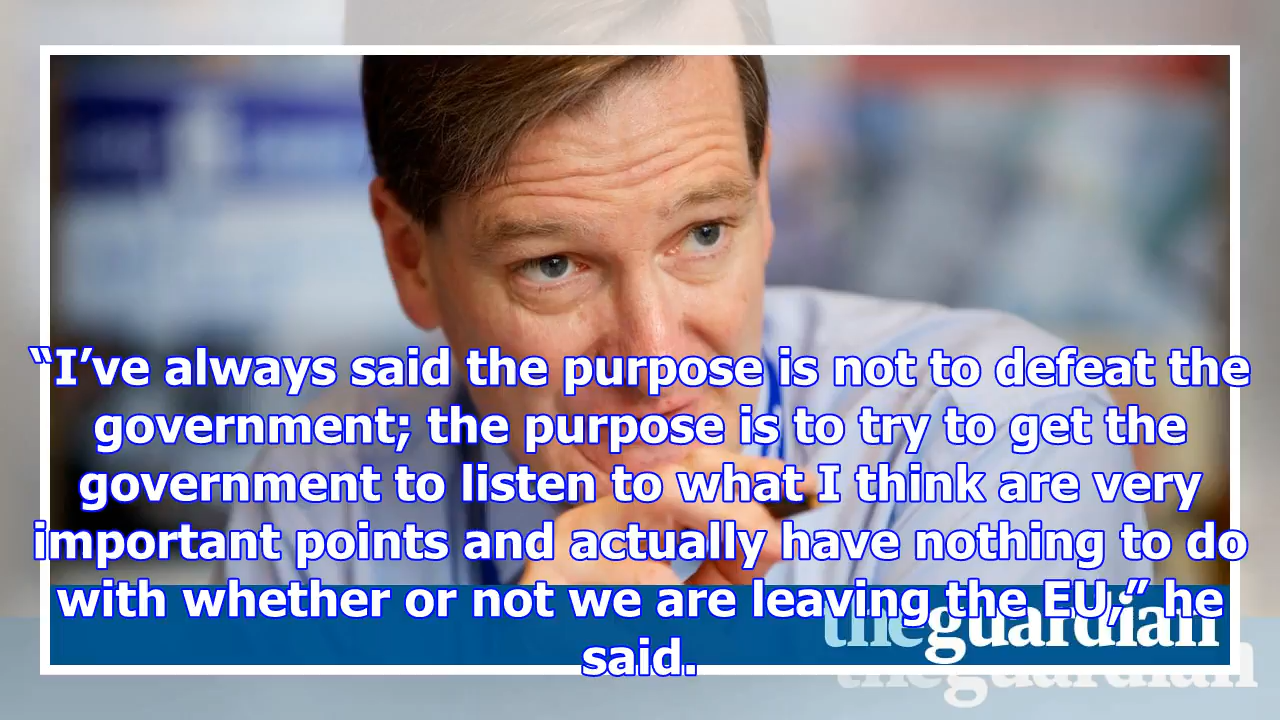 “I’ve always said the purpose is not to defeat the
government; the purpose is to try to get the
government to listen to what I think are very
important points and actually have nothing to do
with whether or not we are leaving the EU,” he
said.
theguardian
theguardian